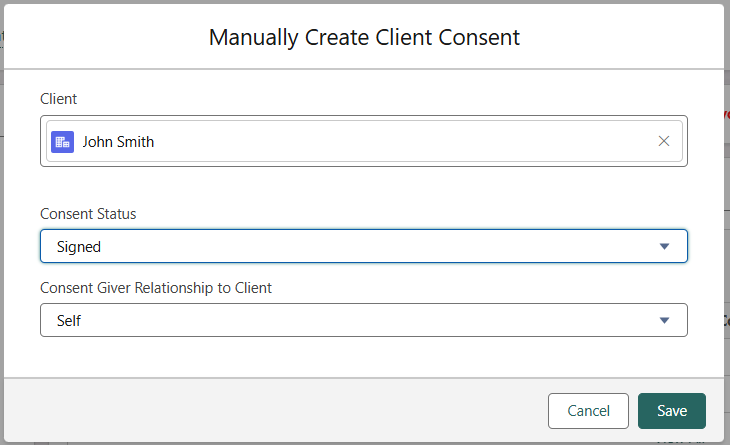 Manually Create Client Consent
Client
John Smith
Consent Status
Signed
Consent Giver Relationship to Client
Self
Cancel
Save